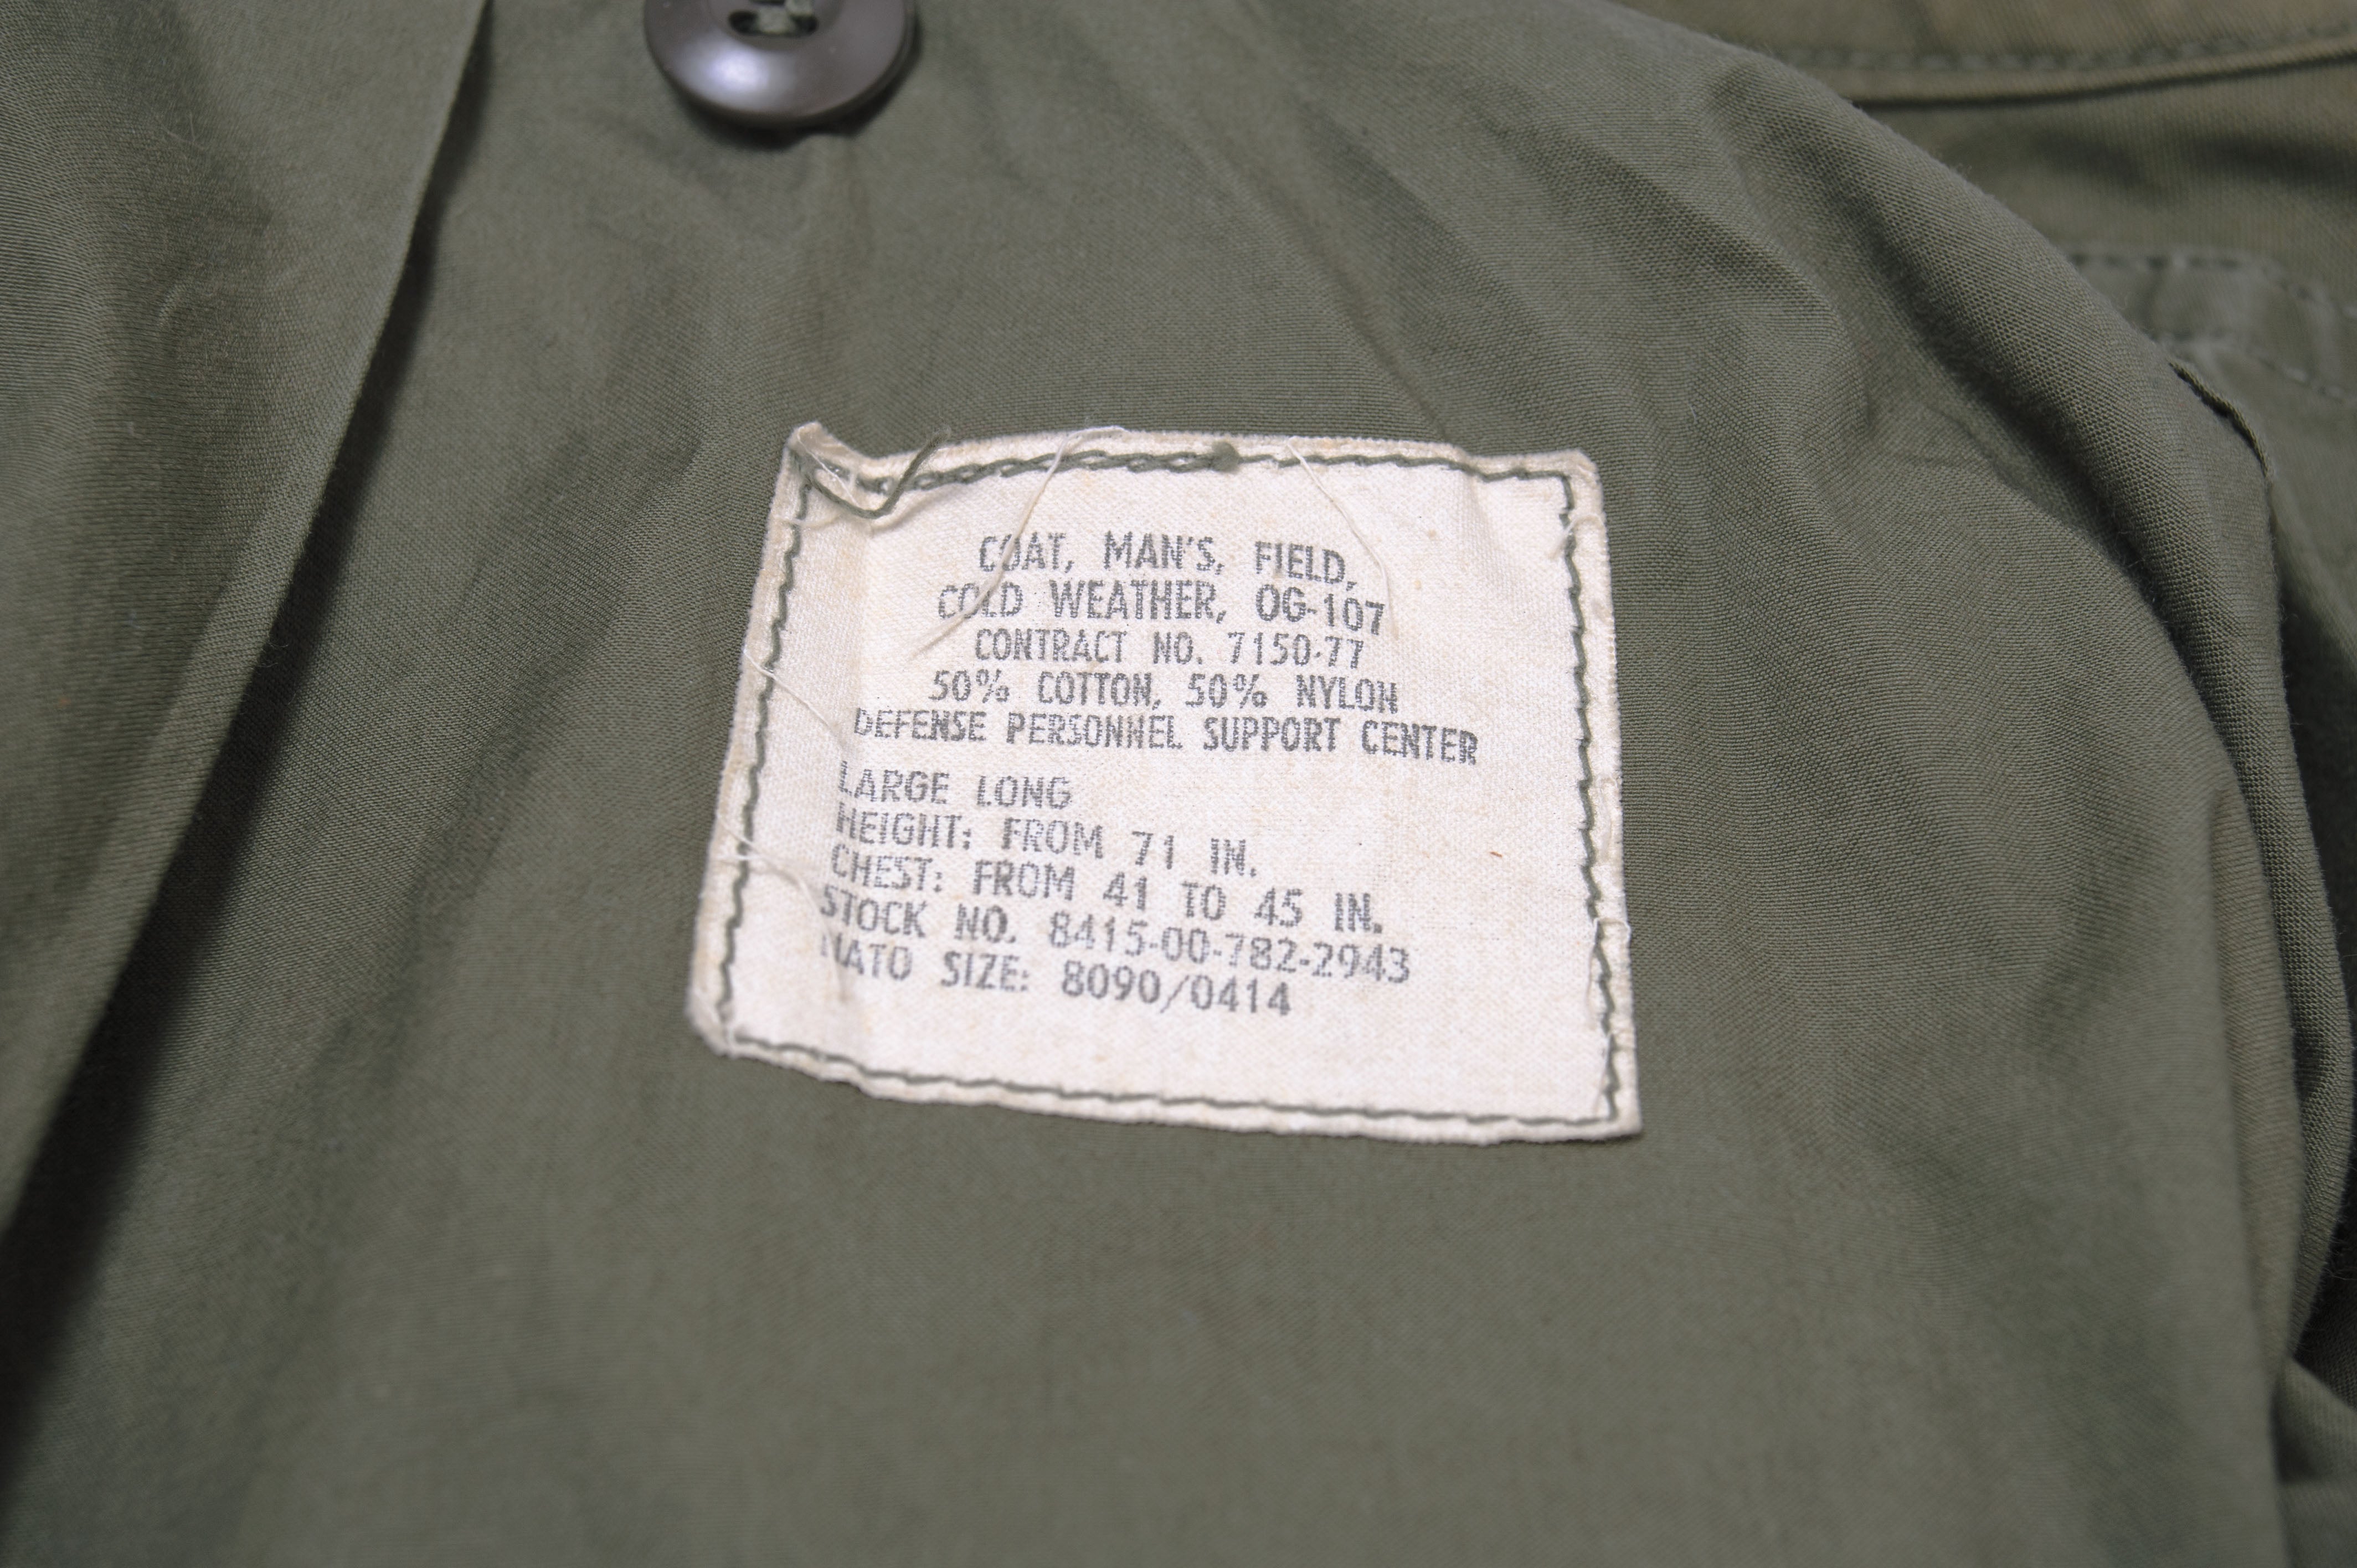 COAT, MAN'S, FIELD,
COLD WEATHER, OG-107
CONTRACT NO. 7150-77
50% COTTON, 50% NYLON
DEFENSE PERSONNEL SUPPORT CENTER
LARGE LONG
HEIGHT: FROM 71 IN.
CHEST: FROM 41 TO 45 IN.
STOCK NO. 8415-00-782-2943
NATO SIZE: 8090/0414